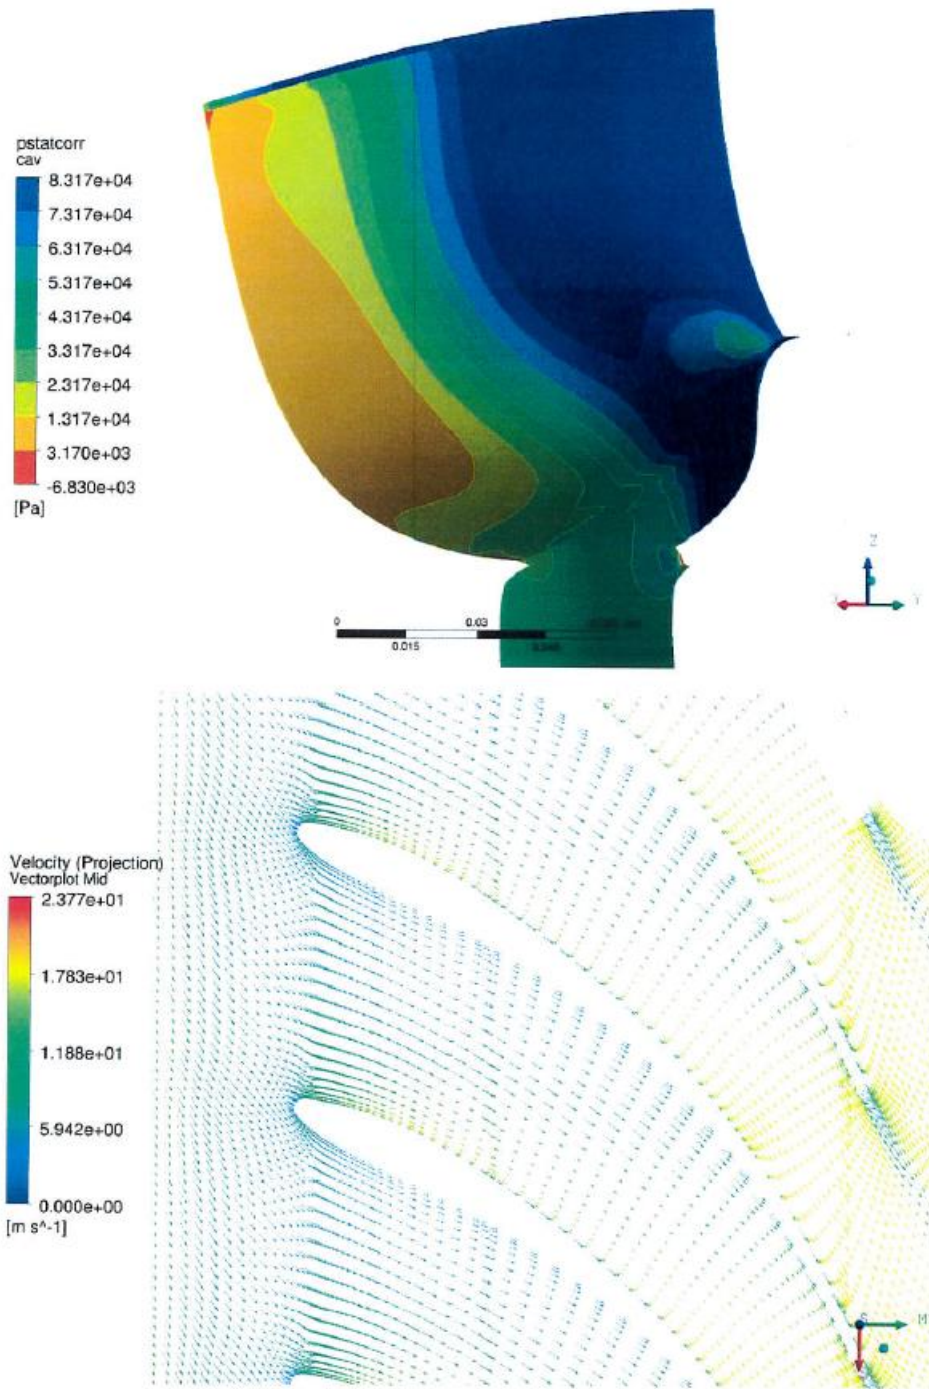 pstatcorr
cav
8.317e+04
7.317e+04
6.317e+04
5.317e+04
4.317e+04
3.317e+04
2.317e+04
1.317e+04
3.170e+03
-6.830e+03
[Pa]
Z
Y
0
0.03
0.015
Velocity (Projection)
Vectorplot Mid
2.377e+01
1.783e+01
1.188e+01
5.942e+00
0.000e+00
[m s^-1]
M